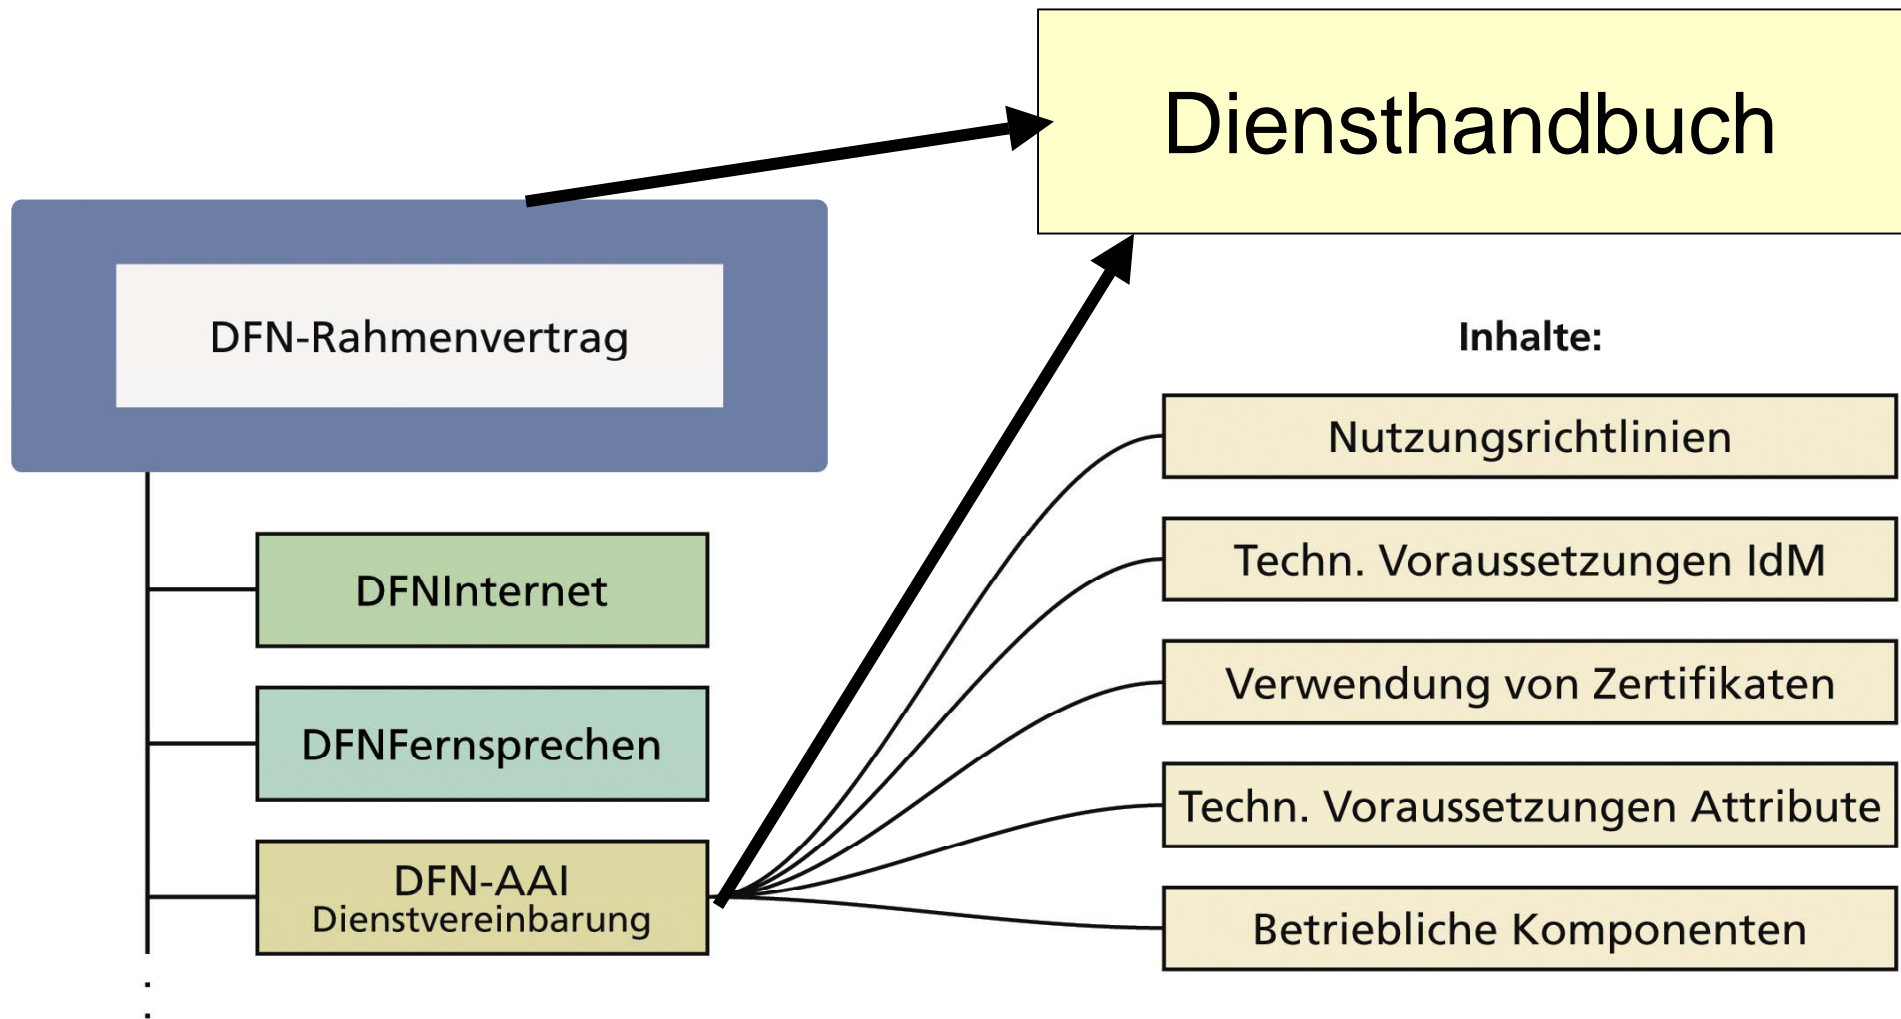 Diensthandbuch
DFN-Rahmenvertrag
DFNInternet
DFNFernsprechen
DFN-AAI
Dienstvereinbarung
Inhalte:
Nutzungsrichtlinien
Techn. Voraussetzungen IdM
Verwendung von Zertifikaten
Techn. Voraussetzungen Attribute
Betriebliche Komponenten